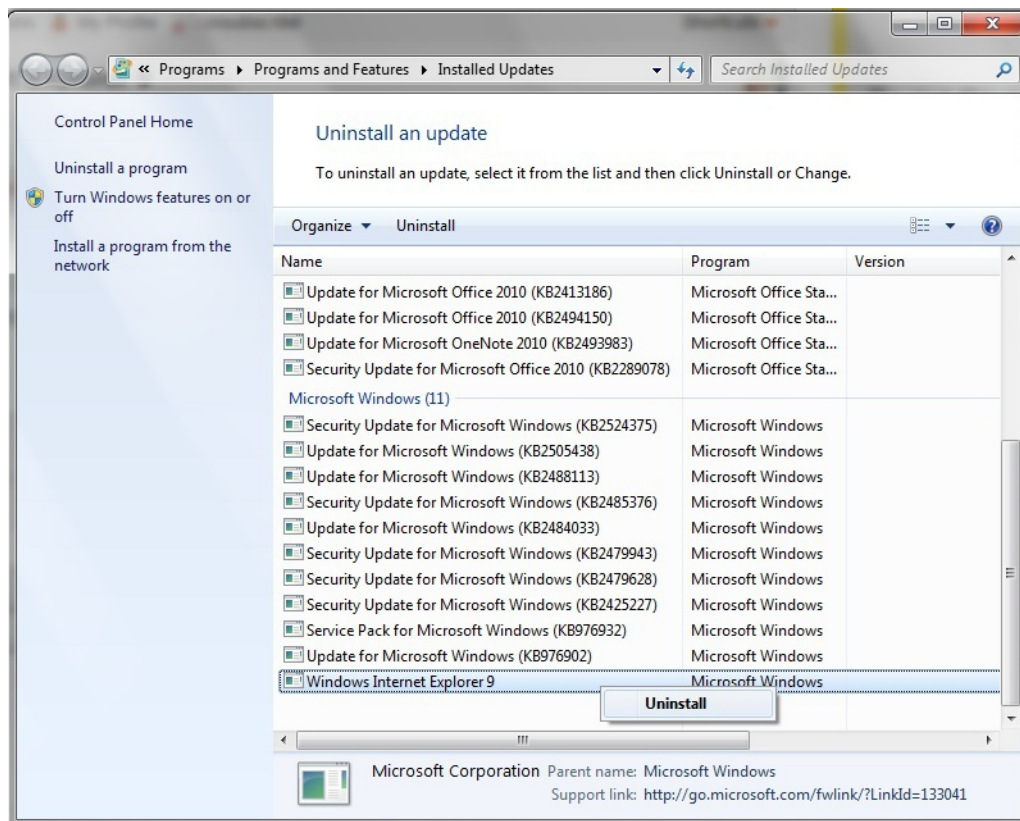 « Programs ▸ Programs and Features ▸ Installed Updates
Search Installed Updates
Control Panel Home
Uninstall a program
Turn Windows features on or
off
Install a program from the
network
Uninstall an update
To uninstall an update, select it from the list and then click Uninstall or Change.
Organize Uninstall
Name Program Version
Update for Microsoft Office 2010 (KB2413186) Microsoft Office Sta...
Update for Microsoft Office 2010 (KB2494150) Microsoft Office Sta...
Update for Microsoft OneNote 2010 (KB2493983) Microsoft Office Sta...
Security Update for Microsoft Office 2010 (KB2289078) Microsoft Office Sta...
Microsoft Windows (11)
Security Update for Microsoft Windows (KB2524375) Microsoft Windows
Update for Microsoft Windows (KB2505438) Microsoft Windows
Update for Microsoft Windows (KB2488113) Microsoft Windows
Security Update for Microsoft Windows (KB2485376) Microsoft Windows
Update for Microsoft Windows (KB2484033) Microsoft Windows
Security Update for Microsoft Windows (KB2479943) Microsoft Windows
Security Update for Microsoft Windows (KB2479628) Microsoft Windows
Security Update for Microsoft Windows (KB2425227) Microsoft Windows
Service Pack for Microsoft Windows (KB976932) Microsoft Windows
Update for Microsoft Windows (KB976902) Microsoft Windows
Windows Internet Explorer 9 Microsoft Windows
Uninstall
Microsoft Corporation Parent name: Microsoft Windows
Support link: http://go.microsoft.com/fwlink/?LinkId=133041